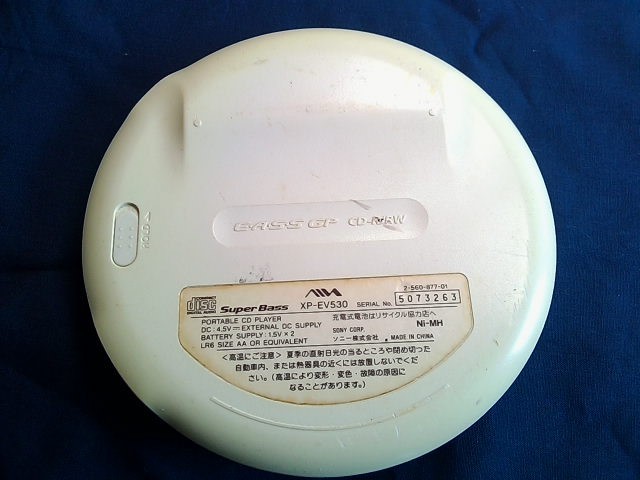 BASS GP CD-R/RW
HOLD
COMPACT disc DIGITAL AUDIO
Super Bass
XP-EV530
2-560-877-01
SERIAL No. 5073263
PORTABLE CD PLAYER
DC: 4.5V EXTERNAL DC SUPPLY
BATTERY SUPPLY: 1.5V × 2
LR6 SIZE AA OR EQUIVALENT
充電式電池はリサイクル協力店へ
SONY CORP. Ni-MH
ソニー株式会社 MADE IN CHINA
<高温にご注意> 夏季の直射日光の当るところや閉め切った
自動車内、または熱器具の近くには放置しないでくだ
さい。(高温により変形・変色・故障の原因に
なることがあります。)